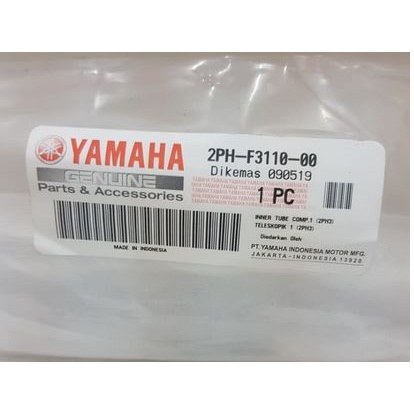 YAMAHA
GENUINE
Parts & Accessories
MADE IN INDONESIA
2PH-F3110-00
Dikemas 090519
1 PC
INNER TUBE COMP.1 (2PH3)
TELESKOPIK 1 (2PH3)
Diedarkan Oleh
PT. YAMAHA INDONESIA MOTOR MFG.
JAKARTA-INDONESIA 13920